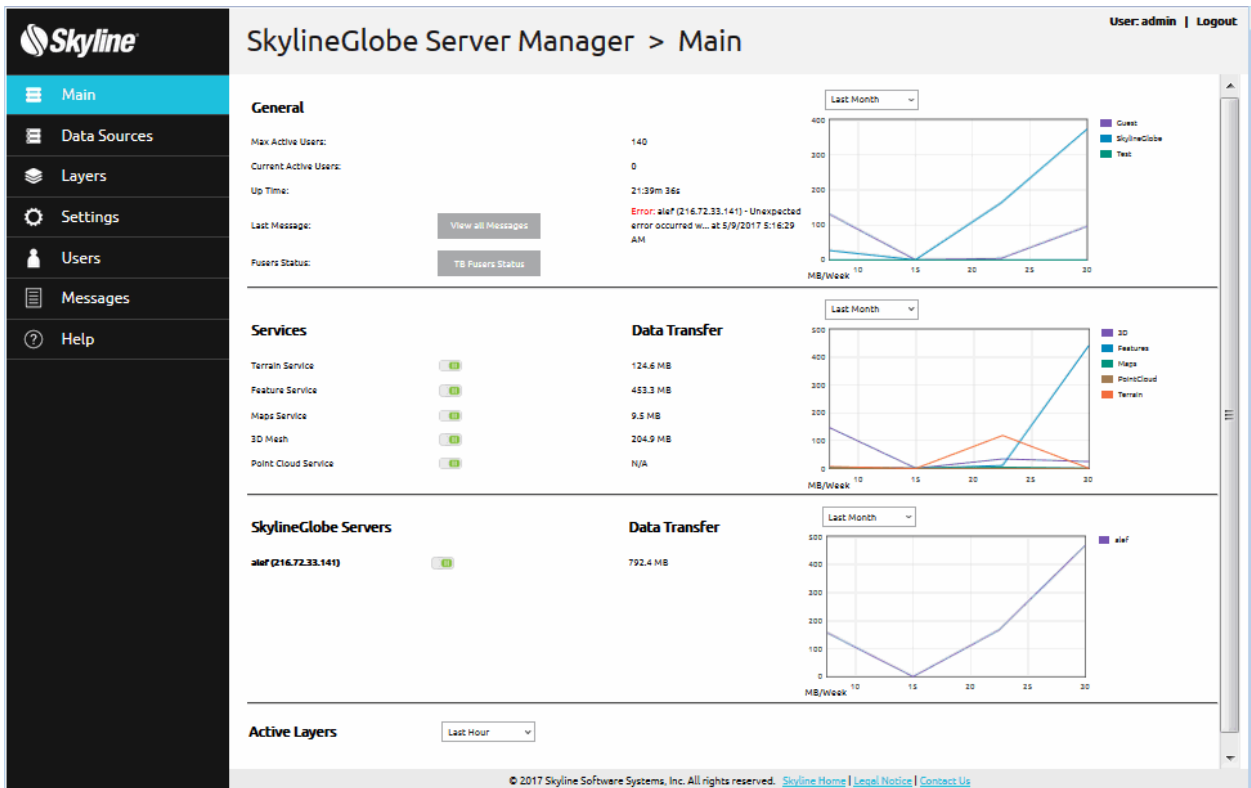 Skyline
SkylineGlobe Server Manager > Main
User: admin | Logout
Main
Data Sources
Layers
Settings
Users
Messages
Help
General
Max Active Users:
140
Current Active Users:
0
Up Time:
21:39m 36s
Last Message:
View all Messages
Error: alef (216.72.33.141) - Unexpected
error occurred w... at 5/9/2017 5:16:29
AM
Fusers Status:
TB Fusers Status
Last Month
400
300
200
100
0
MB/Week
10
15
20
25
30
Guest
SkylineGlobe
Test
Services
Data Transfer
Terrain Service
124.6 MB
Feature Service
453.3 MB
Maps Service
9.5 MB
3D Mesh
204.9 MB
Point Cloud Service
N/A
Last Month
500
400
300
200
100
0
MB/Week
10
15
20
25
30
3D
Features
Maps
PointCloud
Terrain
SkylineGlobe Servers
Data Transfer
alef (216.72.33.141)
792.4 MB
Last Month
500
400
300
200
100
0
MB/Week
10
15
20
25
30
alef
Active Layers
Last Hour
© 2017 Skyline Software Systems, Inc. All rights reserved. Skyline Home | Legal Notice | Contact Us